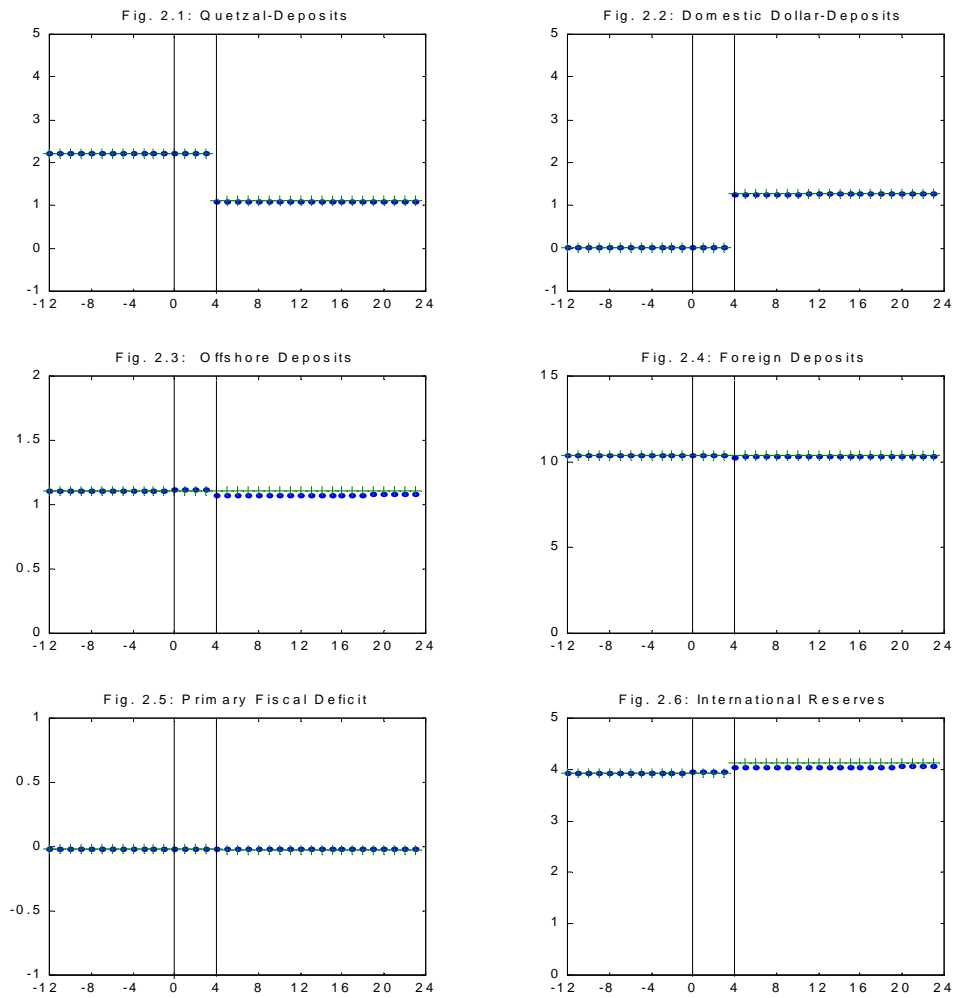 Fig. 2.1: Quetzal-Deposits
5
4
3
2
1
0
-1
-12 -8 -4 0 4 8 12 16 20 24
Fig. 2.2: Domestic Dollar-Deposits
5
4
3
2
1
0
-1
-12 -8 -4 0 4 8 12 16 20 24
Fig. 2.3: Offshore Deposits
2
1.5
1
0.5
0
-12 -8 -4 0 4 8 12 16 20 24
Fig. 2.4: Foreign Deposits
15
10
5
0
-12 -8 -4 0 4 8 12 16 20 24
Fig. 2.5: Primary Fiscal Deficit
1
0.5
0
-0.5
-1
-12 -8 -4 0 4 8 12 16 20 24
Fig. 2.6: International Reserves
5
4
3
2
1
0
-12 -8 -4 0 4 8 12 16 20 24